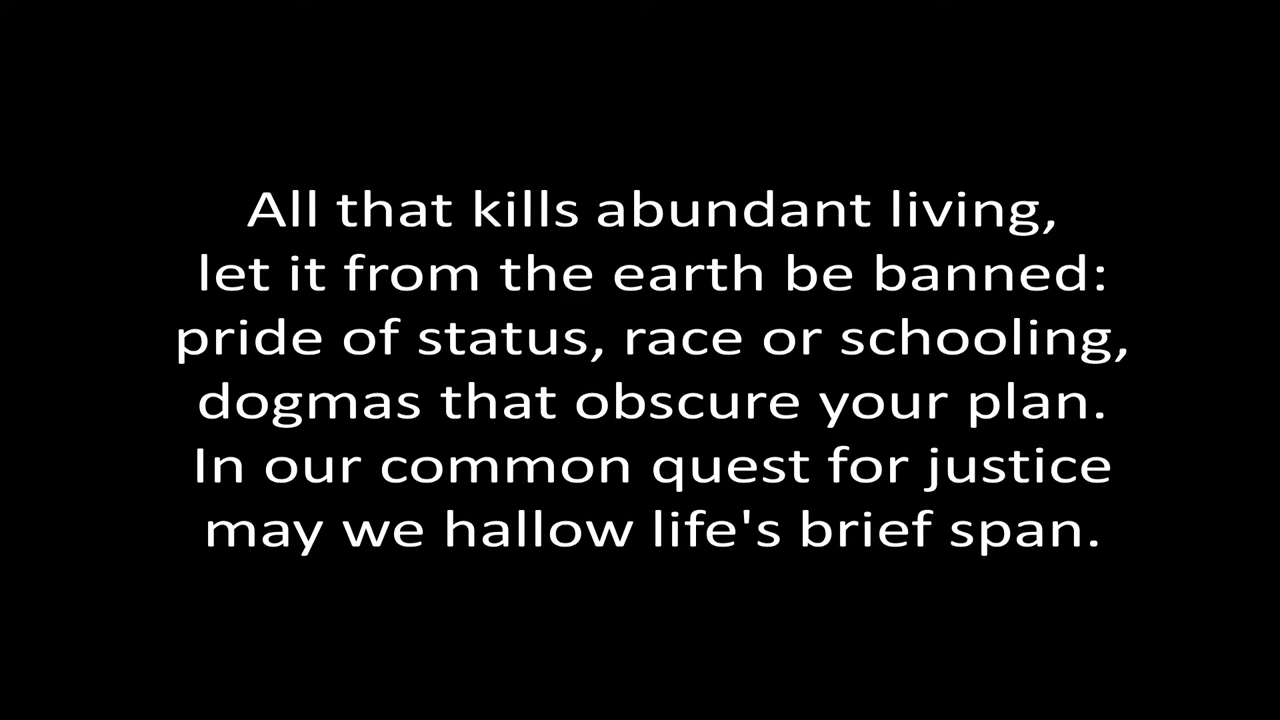 All that kills abundant living,
let it from the earth be banned:
pride of status, race or schooling,
dogmas that obscure your plan.
In our common quest for justice
may we hallow life's brief span.